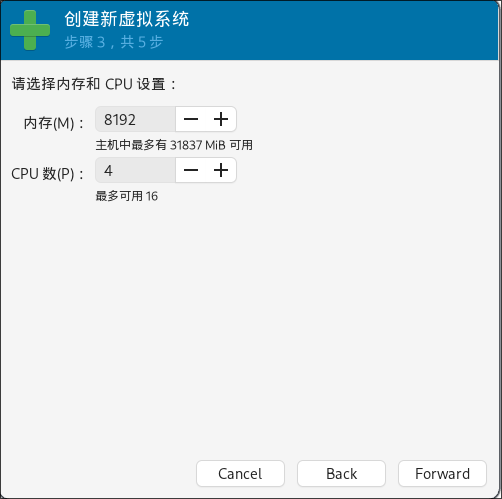 创建新虚拟系统
步骤 3，共 5 步
请选择内存和 CPU 设置：
内存(M)： 8192
主机中最多有 31837 MiB 可用
CPU 数(P)： 4
最多可用 16
Cancel Back Forward